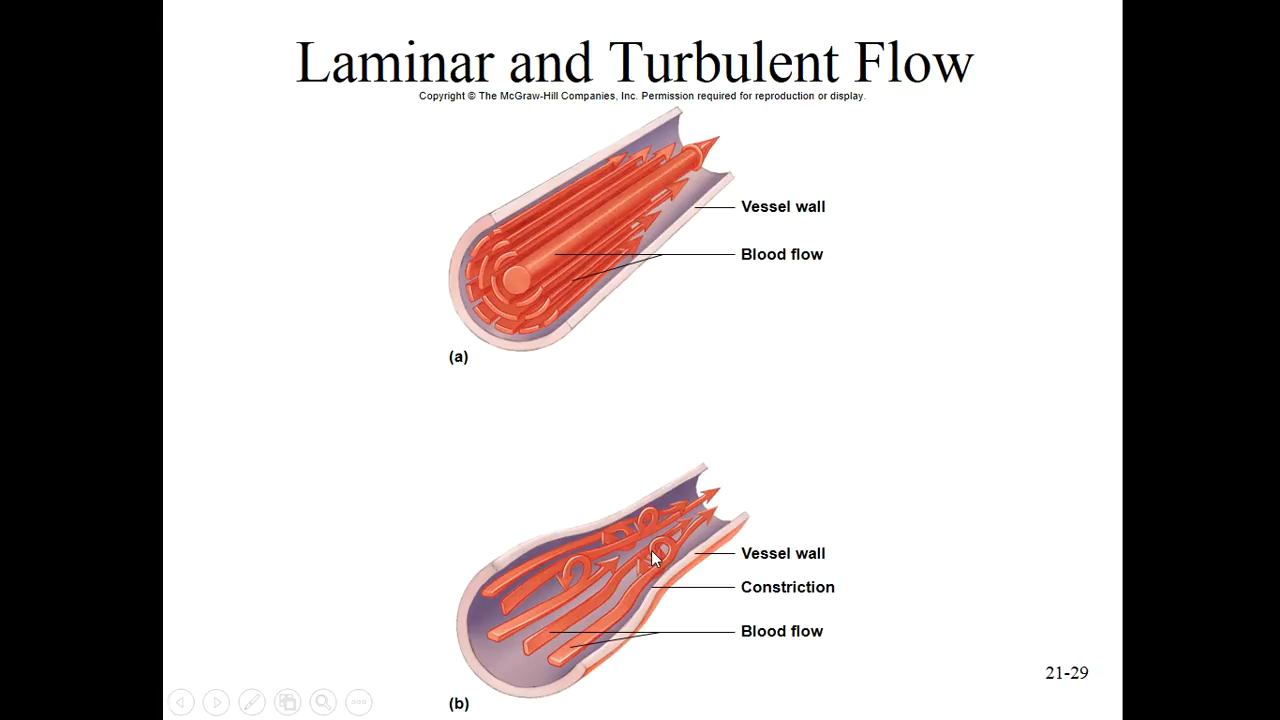 Laminar and Turbulent Flow
Copyright © The McGraw-Hill Companies, Inc. Permission required for reproduction or display.
Vessel wall
Blood flow
(a)
Vessel wall
Constriction
Blood flow
21-29
(b)